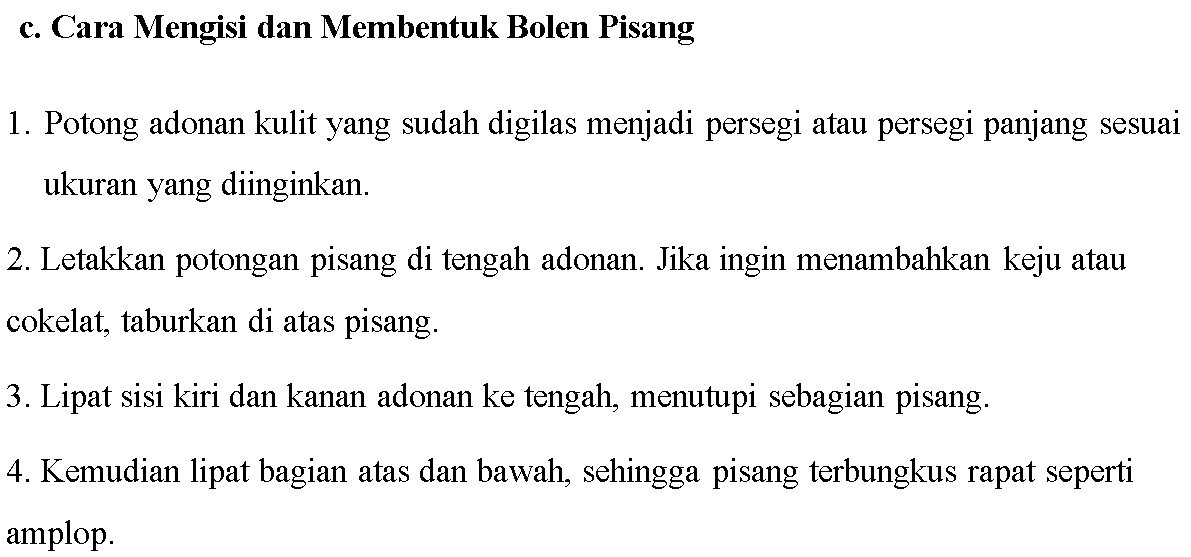 c. Cara Mengisi dan Membentuk Bolen Pisang
1. Potong adonan kulit yang sudah digilas menjadi persegi atau persegi panjang sesuai
ukuran yang diinginkan.
2. Letakkan potongan pisang di tengah adonan. Jika ingin menambahkan keju atau
cokelat, taburkan di atas pisang.
3. Lipat sisi kiri dan kanan adonan ke tengah, menutupi sebagian pisang.
4. Kemudian lipat bagian atas dan bawah, sehingga pisang terbungkus rapat seperti
amplop.